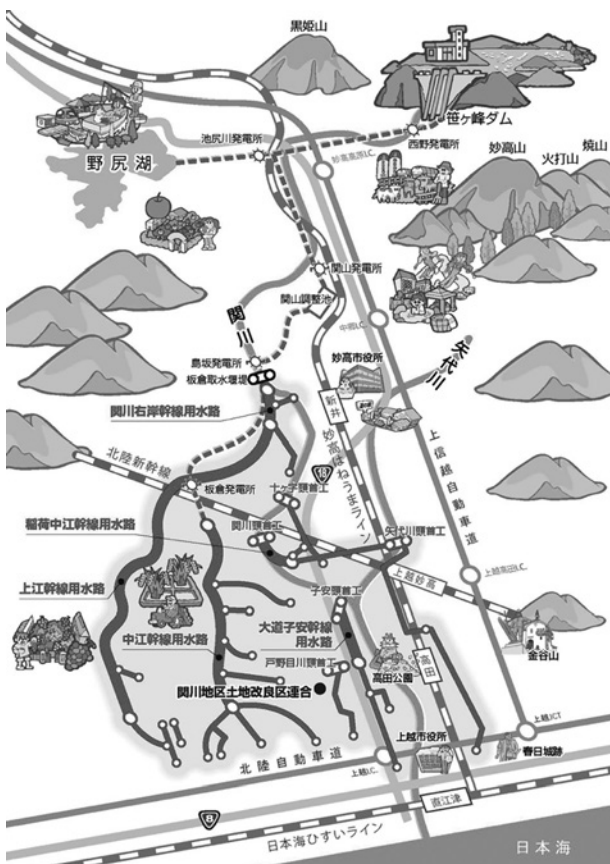 黒姫山
笹ヶ峰ダム
池尻川発電所
西野発電所
野尻湖
妙高高原I.C.
妙高山
火打山
焼山
関山発電所
関山調整池
関川
中郷I.C.
矢代川
島坂発電所
板倉取水堰堤
妙高市役所
関川右岸幹線用水路
新井
妙高はねうまライン
上信越自動車道
北陸新幹線
18
板倉発電所
十ヶ字頭首工
稲荷中江幹線用水路
関川頭首工
矢代川頭首工
上越妙高
上越高田I.C.
上江幹線用水路
子安頭首工
中江幹線用水路
大道子安幹線
用水路
金谷山
戸野目川頭首工
高田公園
高田
関川地区土地改良区連合
上越JCT
上越市役所
春日城跡
北陸自動車道
上越I.C.
8
直江津
日本海ひすいライン
日本海